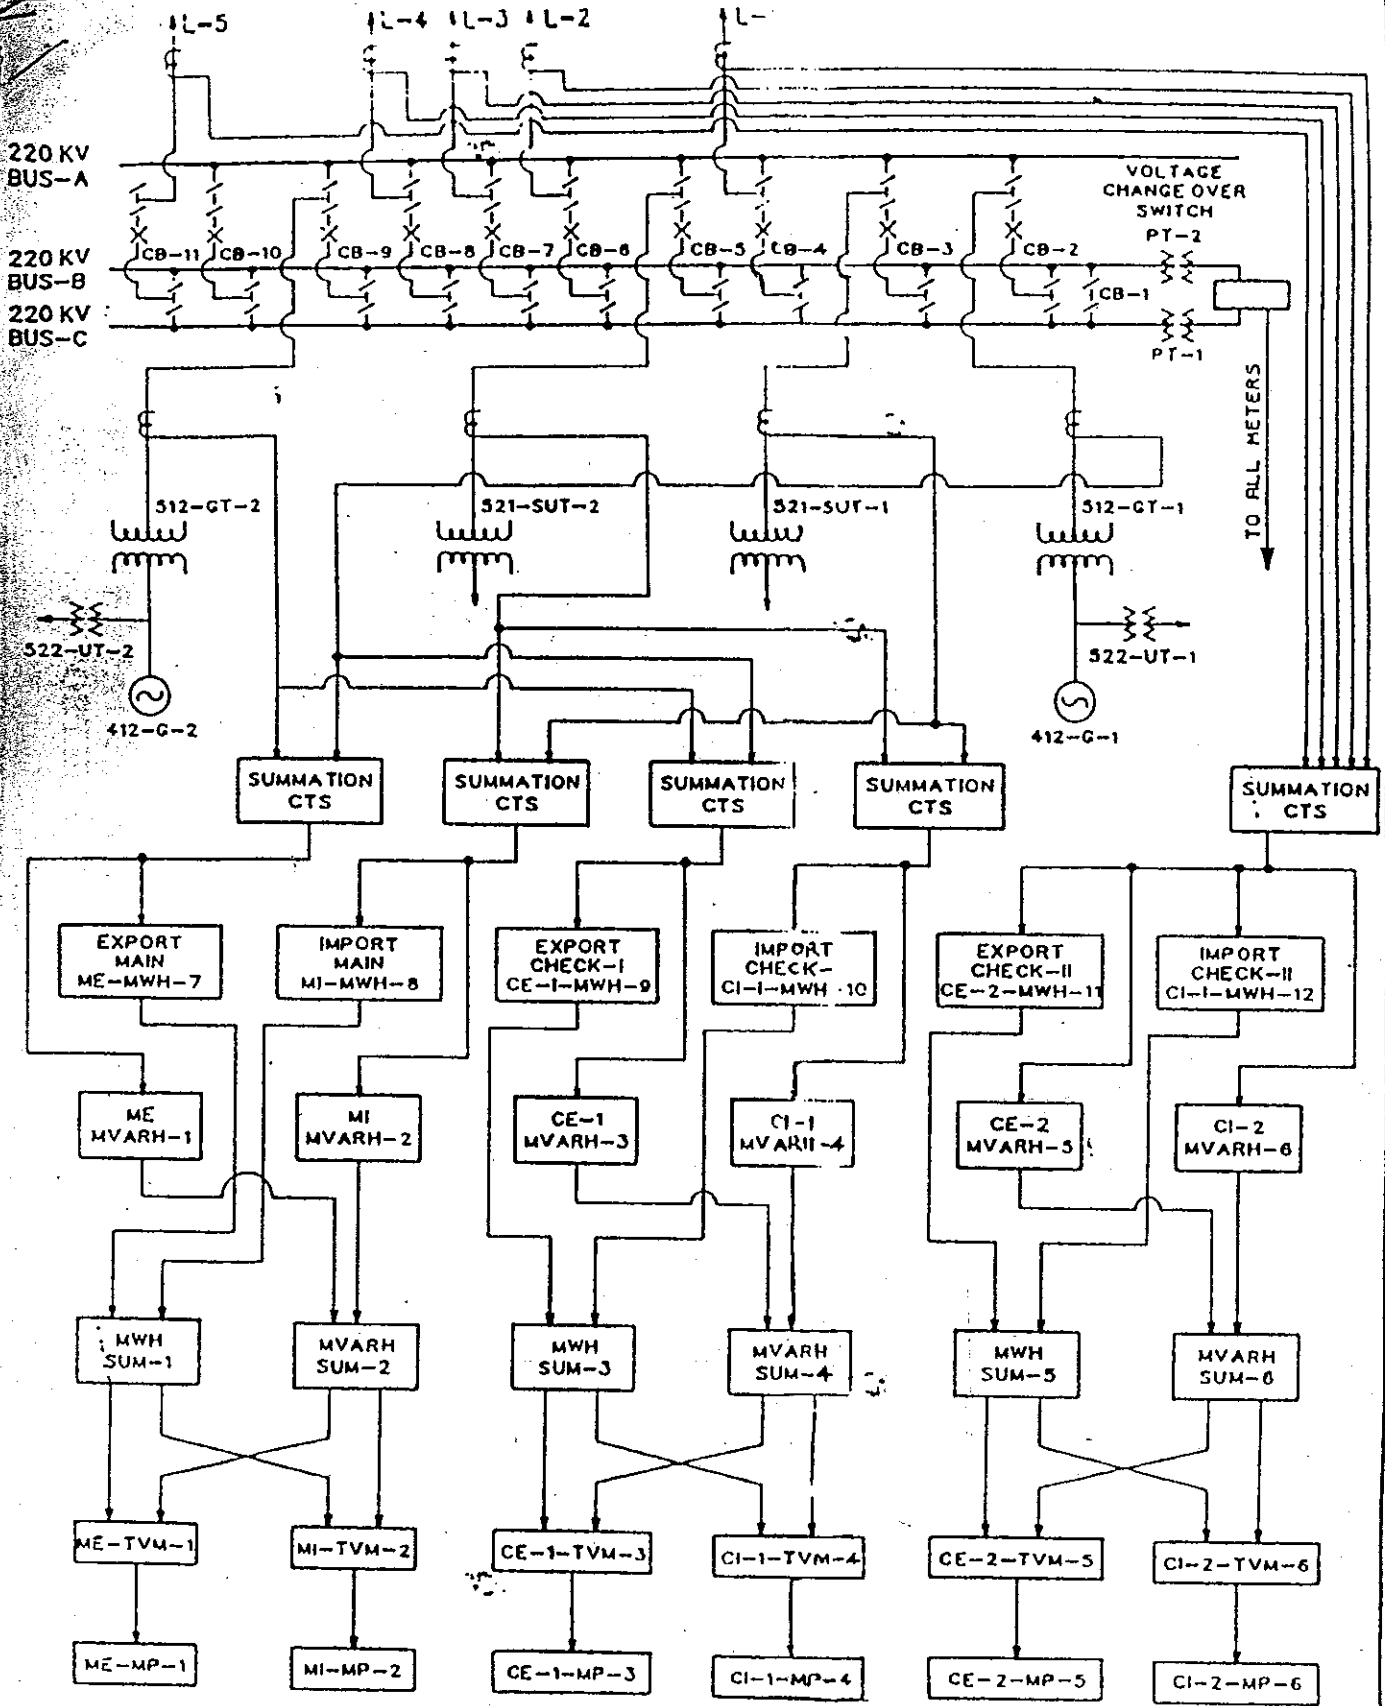 L-5
L-4
L-3
L-2
L-
220 KV
BUS-A
VOLTAGE
CHANGE OVER
SWITCH
PT-2
220 KV
BUS-B
CB-11
CB-10
CB-9
CB-8
CB-7
CB-6
CB-5
CB-4
CB-3
CB-2
CB-1
220 KV
BUS-C
PT-1
TO ALL METERS
512-GT-2
521-SUT-2
521-SUT-1
512-GT-1
522-UT-2
522-UT-1
412-G-2
412-G-1
SUMMATION
CTS
SUMMATION
CTS
SUMMATION
CTS
SUMMATION
CTS
SUMMATION
CTS
EXPORT
MAIN
ME-MWH-7
IMPORT
MAIN
MI-MWH-8
EXPORT
CHECK-I
CE-1-MWH-9
IMPORT
CHECK-
CI-I-MWH-10
EXPORT
CHECK-II
CE-2-MWH-11
IMPORT
CHECK-II
CI-I-MWH-12
ME
MVARH-1
MI
MVARH-2
CE-1
MVARH-3
CI-1
MVARH-4
CE-2
MVARH-5
CI-2
MVARH-6
MWH
SUM-1
MVARH
SUM-2
MWH
SUM-3
MVARH
SUM-4
MWH
SUM-5
MVARH
SUM-6
ME-TVM-1
MI-TVM-2
CE-1-TVM-3
CI-1-TVM-4
CE-2-TVM-5
CI-2-TVM-6
ME-MP-1
MI-MP-2
CE-1-MP-3
CI-1-MP-4
CE-2-MP-5
CI-2-MP-6